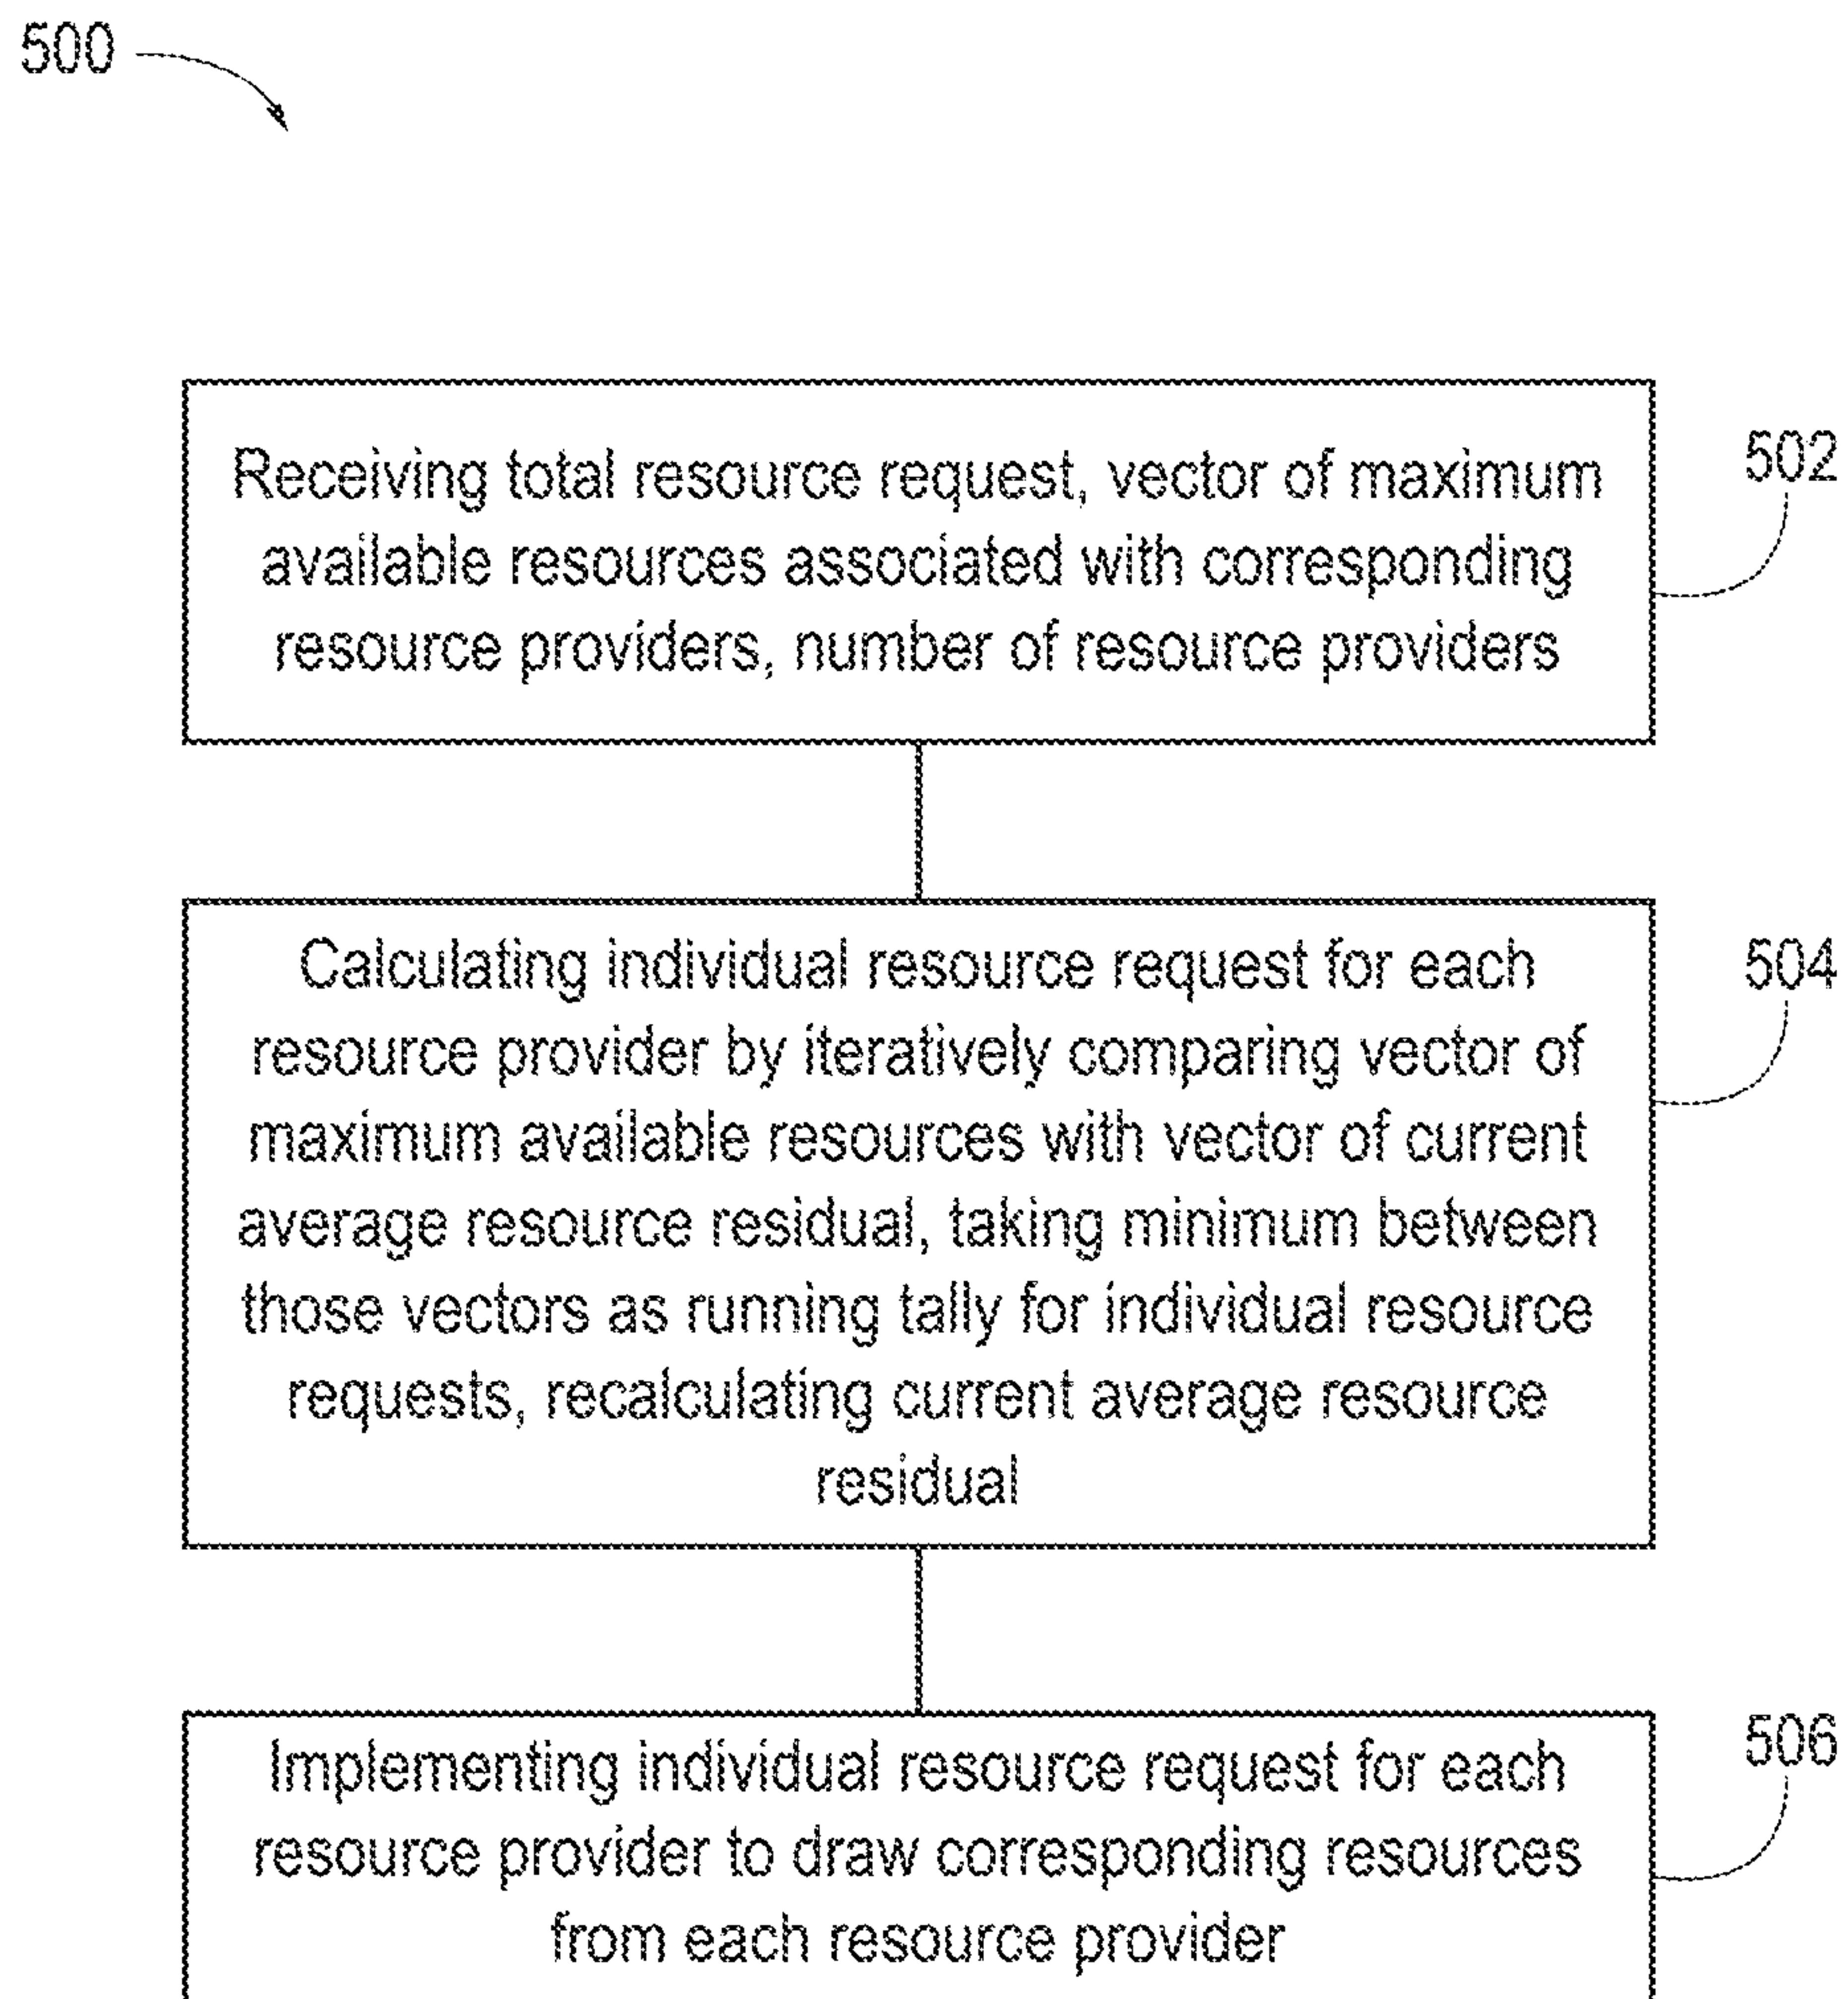 500
Receiving total resource request, vector of maximum
available resources associated with corresponding
resource providers, number of resource providers
502
Calculating individual resource request for each
resource provider by iteratively comparing vector of
maximum available resources with vector of current
average resource residual, taking minimum between
those vectors as running tally for individual resource
requests, recalculating current average resource
residual
504
Implementing individual resource request for each
resource provider to draw corresponding resources
from each resource provider
506